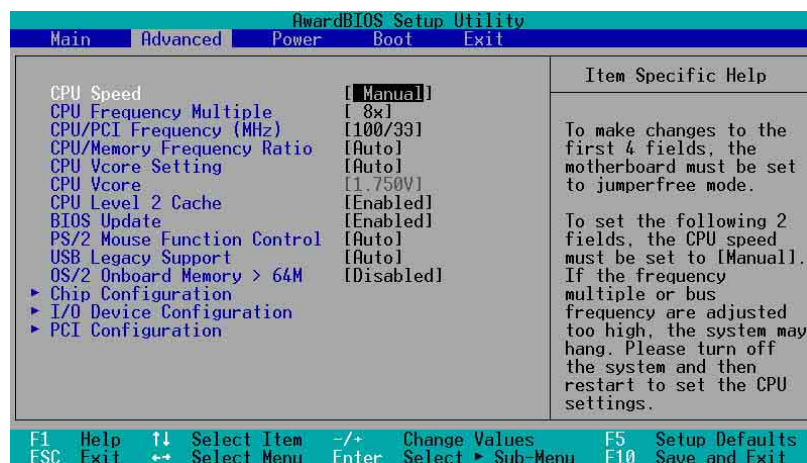 AwardBIOS Setup Utility
Main Advanced Power Boot Exit
CPU Speed [ Manual]
CPU Frequency Multiple [ 8x]
CPU/PCI Frequency (MHz) [100/33]
CPU/Memory Frequency Ratio [Auto]
CPU Vcore Setting [Auto]
CPU Vcore [1.750V]
CPU Level 2 Cache [Enabled]
BIOS Update [Enabled]
PS/2 Mouse Function Control [Auto]
USB Legacy Support [Auto]
OS/2 Onboard Memory > 64M [Disabled]
► Chip Configuration
► I/O Device Configuration
► PCI Configuration
Item Specific Help
To make changes to the
first 4 fields, the
motherboard must be set
to jumperfree mode.
To set the following 2
fields, the CPU speed
must be set to [Manual].
If the frequency
multiple or bus
frequency are adjusted
too high, the system may
hang. Please turn off
the system and then
restart to set the CPU
settings.
F1 Help ↑↓ Select Item -/+ Change Values F5 Setup Defaults
ESC Exit ←→ Select Menu Enter Select ► Sub-Menu F10 Save and Exit